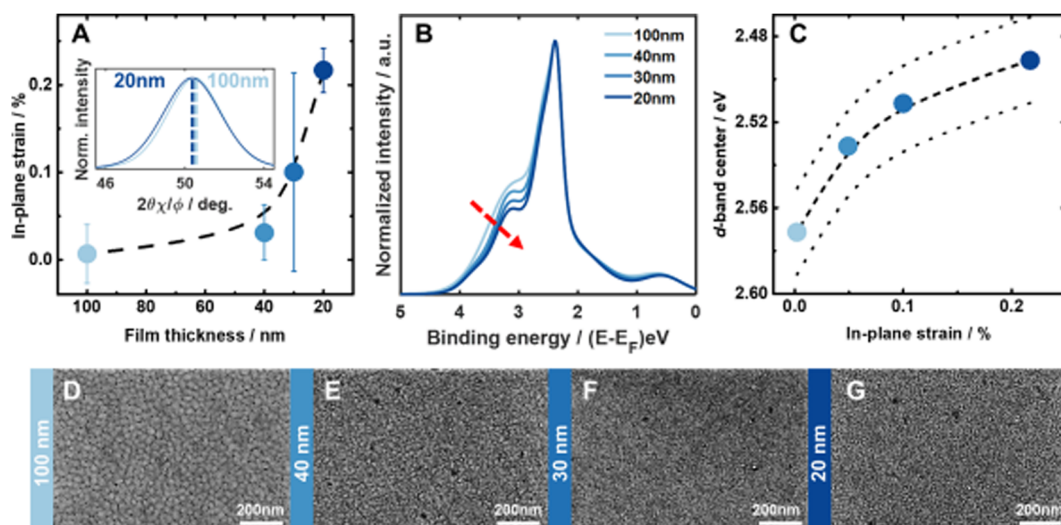 A
In-plane strain / %
0.2
0.1
0.0
20nm
100nm
Norm. intensity
46
50
54
2θχ/ϕ / deg.
100
80
60
40
20
Film thickness / nm
B
Normalized intensity / a.u.
100nm
40nm
30nm
20nm
5
4
3
2
1
0
Binding energy / (E-EF)eV
C
d-band center / eV
2.48
2.52
2.56
2.60
0.0
0.1
0.2
In-plane strain / %
100 nm
D
200nm
40 nm
E
200nm
30 nm
F
200nm
20 nm
G
200nm